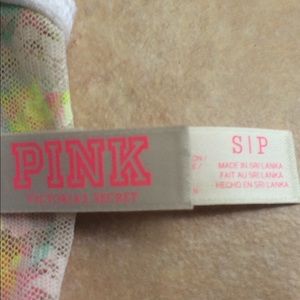 PINK
VICTORIA'S SECRET
S|P
MADE IN SRI LANKA
FAIT AU SRI LANKA
HECHO EN SRI LANKA